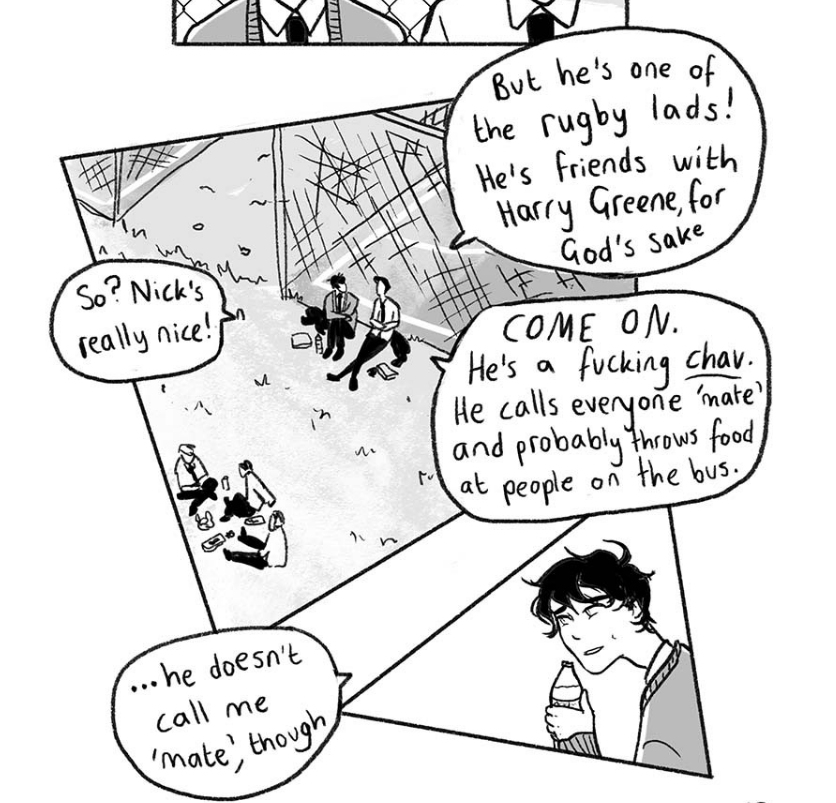 But he's one of
the rugby lads!
He's friends with
Harry Greene, for
God's sake
So? Nick's
really nice!
COME ON.
He's a fucking chav.
He calls everyone 'mate'
and probably throws food
at people on the bus.
...he doesn't
call me
'mate', though